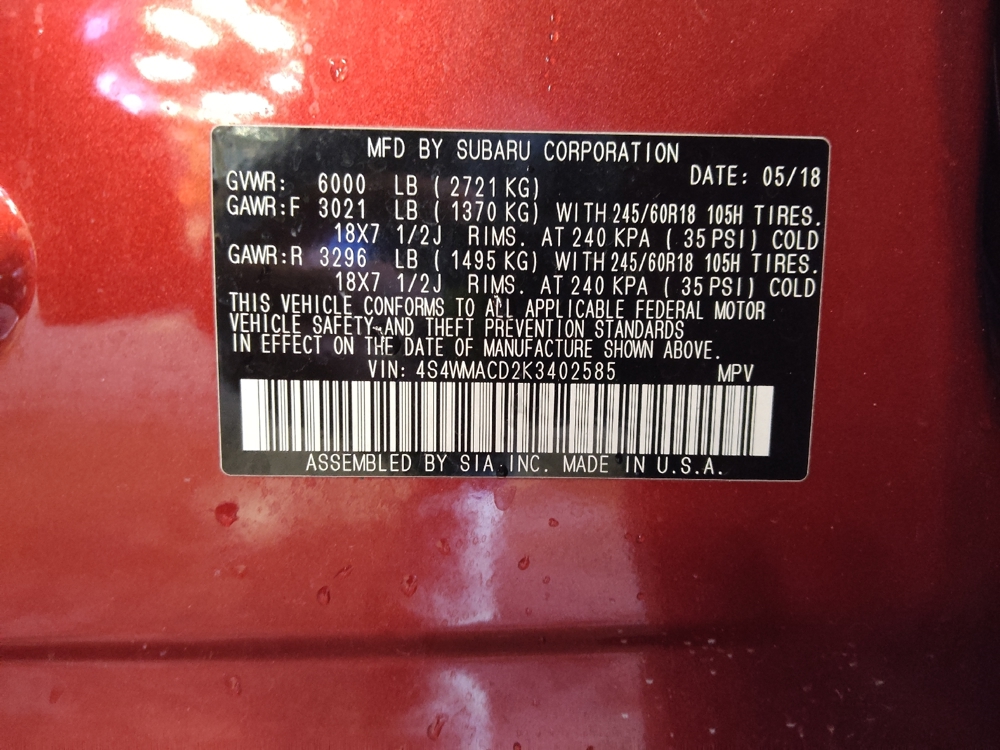 MFD BY SUBARU CORPORATION
DATE: 05/18
GVWR: 6000 LB ( 2721 KG)
GAWR:F 3021 LB ( 1370 KG) WITH 245/60R18 105H TIRES.
18X7 1/2J RIMS. AT 240 KPA ( 35 PSI) COLD
GAWR:R 3296 LB ( 1495 KG) WITH 245/60R18 105H TIRES.
18X7 1/2J RIMS. AT 240 KPA ( 35 PSI) COLD
THIS VEHICLE CONFORMS TO ALL APPLICABLE FEDERAL MOTOR
VEHICLE SAFETY AND THEFT PREVENTION STANDARDS
IN EFFECT ON THE DATE OF MANUFACTURE SHOWN ABOVE.
VIN: 4S4WMACD2K3402585 MPV
ASSEMBLED BY SIA INC. MADE IN U.S.A.